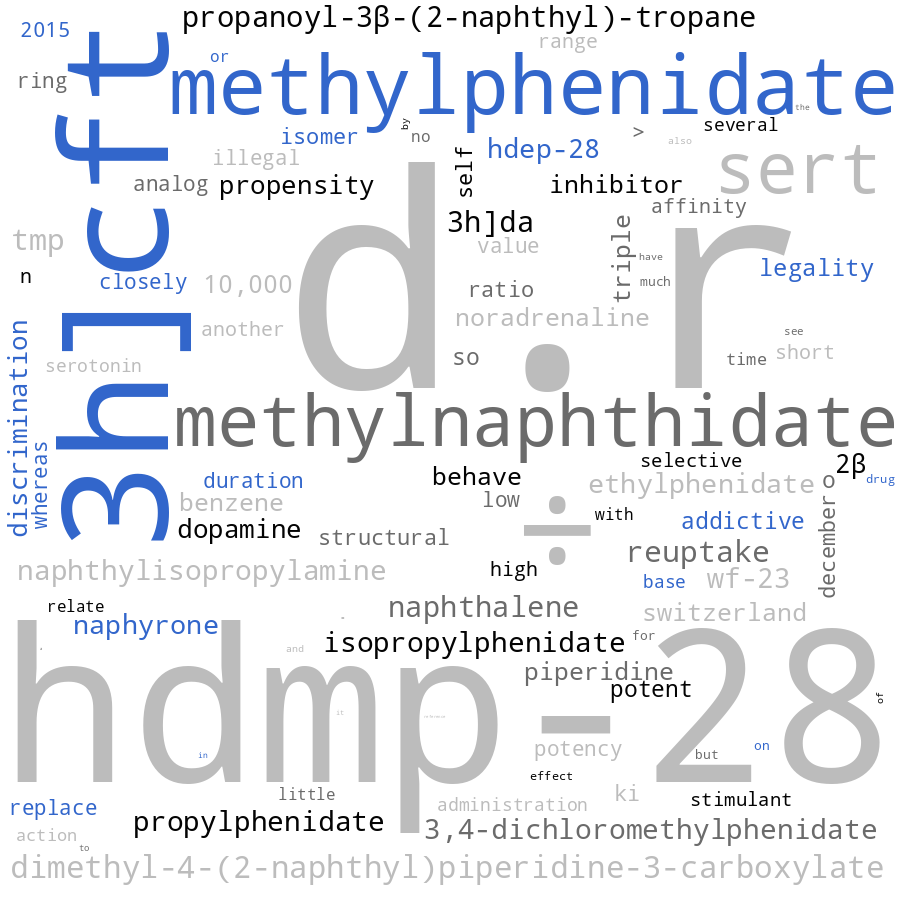 propanoyl-3β-(2-naphthyl)-tropane
2015
range
or
methylphenidate
ring
3h]cft
the
by
isomer
no
>
several
also
hdep-28
illegal
self
sert
analog
propensity
inhibitor
affinity
3h]da
tmp
value
triple
d.r
have
legality
n
closely
10,000
ratio
much
another
noradrenaline
see
discrimination
serotonin
so
time
short
methylnaphthidate
whereas
duration
behave
selective
2β
drug
benzene
low
ethylphenidate
o
dopamine
structural
÷
with
addictive
december
reuptake
naphthylisopropylamine
high
base
wf-23
relate
naphthalene
switzerland
naphyrone
isopropylphenidate
for
and
piperidine
potent
of
hdmp-28
it
in
potency
but
on
effect
little
ki
stimulant
replace
administration
propylphenidate
3,4-dichloromethylphenidate
action
to
dimethyl-4-(2-naphthyl)piperidine-3-carboxylate